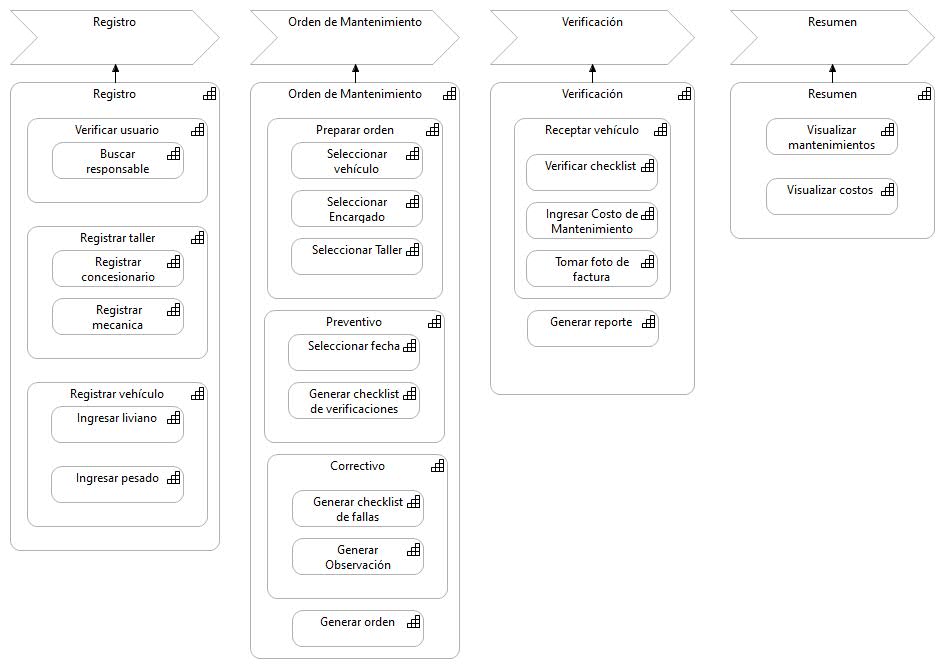 Registro
Orden de Mantenimiento
Verificación
Resumen
Registro
Verificar usuario
Buscar
responsable
Registrar taller
Registrar
concesionario
Registrar
mecanica
Registrar vehículo
Ingresar liviano
Ingresar pesado
Orden de Mantenimiento
Preparar orden
Seleccionar
vehículo
Seleccionar
Encargado
Seleccionar Taller
Preventivo
Seleccionar fecha
Generar checklist
de verificaciones
Correctivo
Generar checklist
de fallas
Generar
Observación
Generar orden
Verificación
Receptar vehículo
Verificar checklist
Ingresar Costo de
Mantenimiento
Tomar foto de
factura
Generar reporte
Resumen
Visualizar
mantenimientos
Visualizar costos